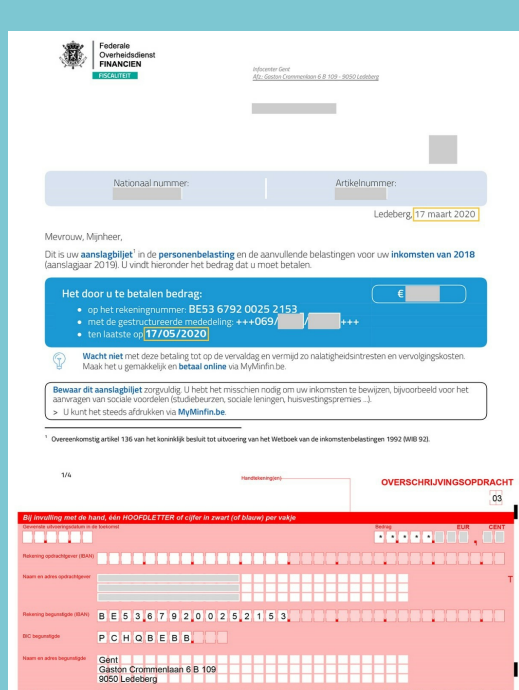 Federale
Overheidsdienst
FINANCIEN
FISCALITEIT
Infocenter Gent
Afz.: Gaston Crommenlaan 6 B 109 - 9050 Ledeberg
Nationaal nummer:
Artikelnummer:
Ledeberg, 17 maart 2020
Mevrouw, Mijnheer,
Dit is uw aanslagbiljet¹ in de personenbelasting en de aanvullende belastingen voor uw inkomsten van 2018
(aanslagjaar 2019). U vindt hieronder het bedrag dat u moet betalen.
Het door u te betalen bedrag: €
• op het rekeningnummer: BE53 6792 0025 2153
• met de gestructureerde mededeling: +++069/ / +++
• ten laatste op 17/05/2020
Wacht niet met deze betaling tot op de vervaldag en vermijd zo nalatigheidsintresten en vervolgingskosten.
Maak het u gemakkelijk en betaal online via MyMinfin.be.
Bewaar dit aanslagbiljet zorgvuldig. U hebt het misschien nodig om uw inkomsten te bewijzen, bijvoorbeeld voor het
aanvragen van sociale voordelen (studiebeurzen, sociale leningen, huisvestingspremies ...).
> U kunt het steeds afdrukken via MyMinfin.be.
¹ Overeenkomstig artikel 136 van het koninklijk besluit tot uitvoering van het Wetboek van de inkomstenbelastingen 1992 (WIB 92).
1/4
Handtekening(en)
OVERSCHRIJVINGSOPDRACHT
03
Bij invulling met de hand, één HOOFDLETTER of cijfer in zwart (of blauw) per vakje
Gewenste uitvoeringsdatum in de toekomst
Bedrag EUR CENT
* * * * * ,
Rekening opdrachtgever (IBAN)
Naam en adres opdrachtgever
T
Rekening begunstigde (IBAN)
BE53679200252153
BIC begunstigde
PCHQBEBB
Naam en adres begunstigde
Gent
Gaston Crommenlaan 6 B 109
9050 Ledeberg